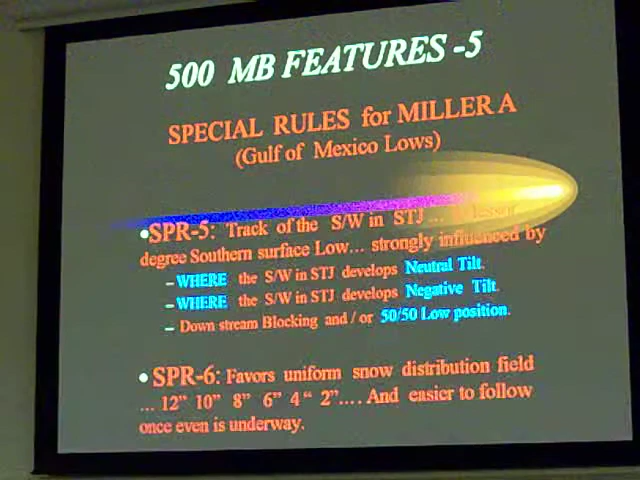 500 MB FEATURES -5
SPECIAL RULES for MILLER A
(Gulf of Mexico Lows)
•SPR-5: Track of the S/W in STJ ... lesser
degree Southern surface Low... strongly influenced by
– WHERE the S/W in STJ develops Neutral Tilt.
– WHERE the S/W in STJ develops Negative Tilt.
– Down stream Blocking and / or 50/50 Low position.
• SPR-6: Favors uniform snow distribution field
... 12” 10” 8” 6” 4“ 2”.... And easier to follow
once even is underway.